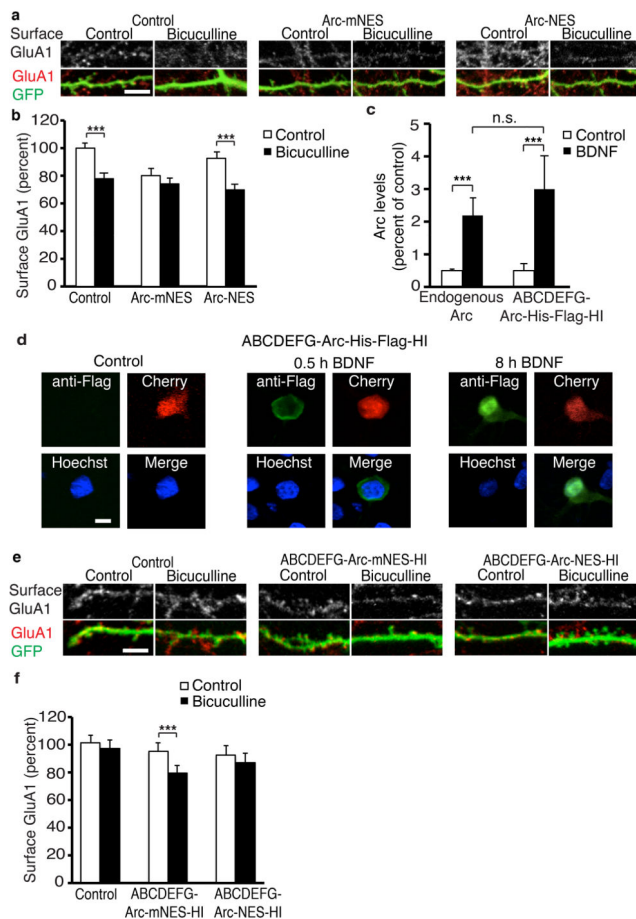 a
Control
Arc-mNES
Arc-NES
Surface
GluA1
Control
Bicuculline
Control
Bicuculline
Control
Bicuculline
GluA1
GFP
b
Control
Bicuculline
***
***
Surface GluA1 (percent)
120
100
80
60
40
20
0
Control
Arc-mNES
Arc-NES
c
n.s.
Control
BDNF
***
***
Arc levels
(percent of control)
5
4
3
2
1
0
Endogenous
Arc
ABCDEFG-
Arc-His-Flag-HI
d
ABCDEFG-Arc-His-Flag-HI
Control
0.5 h BDNF
8 h BDNF
anti-Flag
Cherry
anti-Flag
Cherry
anti-Flag
Cherry
Hoechst
Merge
Hoechst
Merge
Hoechst
Merge
e
Control
ABCDEFG-Arc-mNES-HI
ABCDEFG-Arc-NES-HI
Control
Bicuculline
Control
Bicuculline
Control
Bicuculline
Surface
GluA1
GluA1
GFP
f
Control
Bicuculline
***
Surface GluA1 (percent)
120
100
80
60
40
20
0
Control
ABCDEFG-
Arc-mNES-HI
ABCDEFG-
Arc-NES-HI